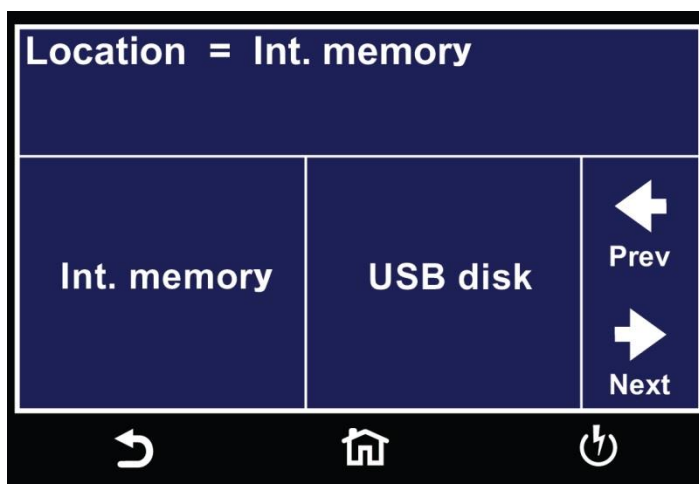 Location = Int. memory
Int. memory
USB disk
Prev
Next